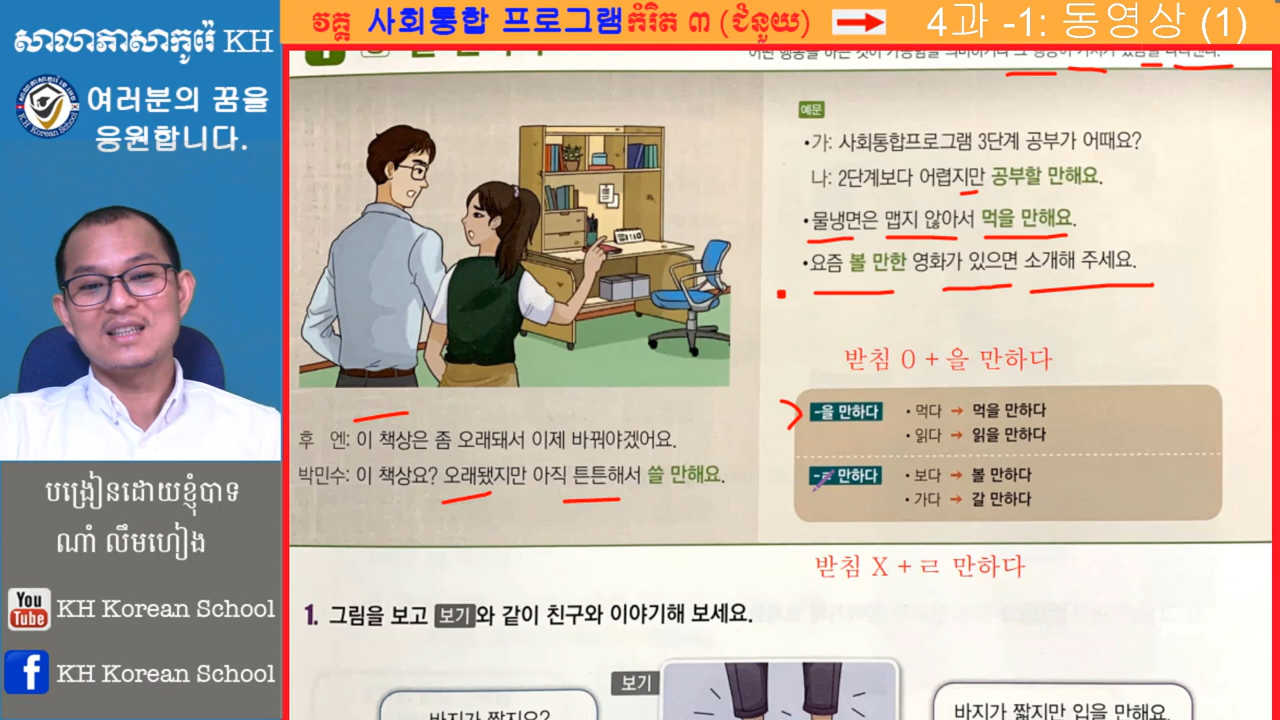 សាលាភាសាកូរ៉េ KH
여러분의 꿈을
응원합니다.
វគ្គ 사회통합 프로그램កំរិត ៣ (ជំនួយ)
4과 -1: 동영상 (1)
예문
•가: 사회통합프로그램 3단계 공부가 어때요?
나: 2단계보다 어렵지만 공부할 만해요.
•물냉면은 맵지 않아서 먹을 만해요.
•요즘 볼 만한 영화가 있으면 소개해 주세요.
받침 0 + 을 만하다
-을 만하다
•먹다 → 먹을 만하다
•읽다 → 읽을 만하다
-ㄹ 만하다
•보다 → 볼 만하다
•가다 → 갈 만하다
받침 X + ㄹ 만하다
후 엔: 이 책상은 좀 오래돼서 이제 바꿔야겠어요.
박민수: 이 책상요? 오래됐지만 아직 튼튼해서 쓸 만해요.
1. 그림을 보고 보기와 같이 친구와 이야기해 보세요.
보기
바지가 짧지요?
바지가 짧지만 입을 만해요.
បង្រៀនដោយខ្ញុំបាទ
ណាំ លឹមហៀង
You Tube KH Korean School
f KH Korean School